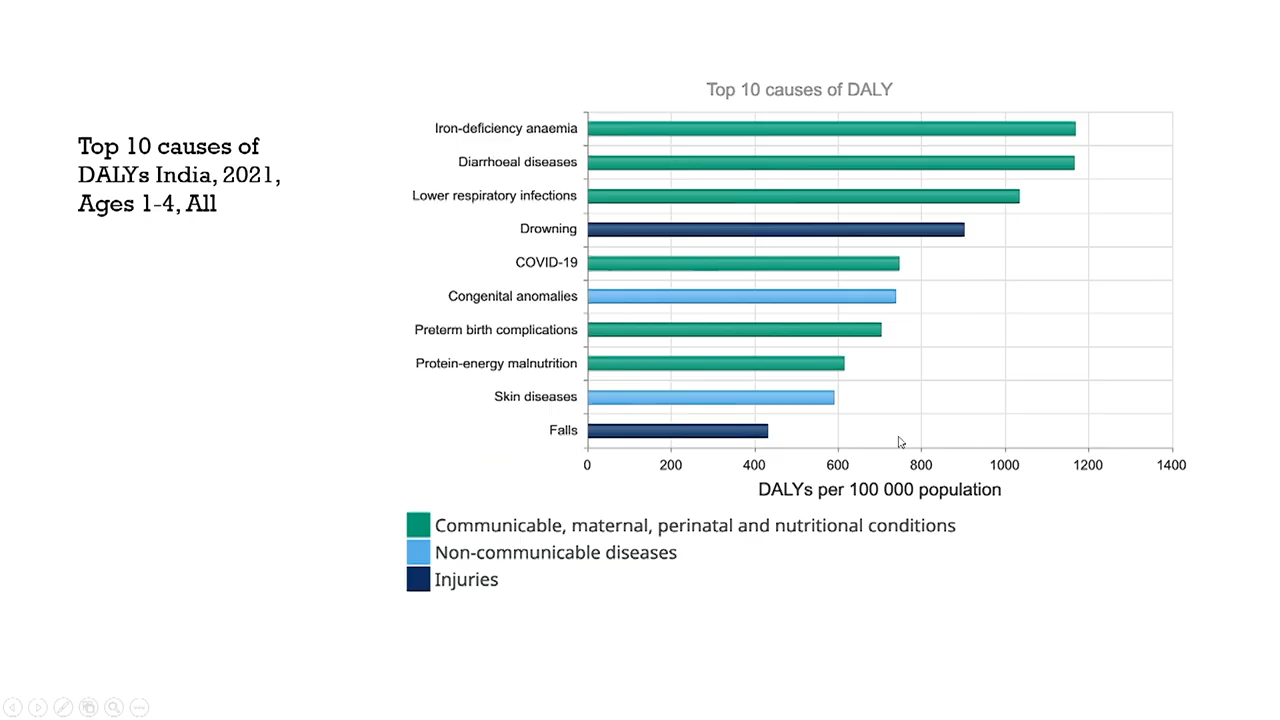 Top 10 causes of DALY
Top 10 causes of
DALYs India, 2021,
Ages 1-4, All
Iron-deficiency anaemia
Diarrhoeal diseases
Lower respiratory infections
Drowning
COVID-19
Congenital anomalies
Preterm birth complications
Protein-energy malnutrition
Skin diseases
Falls
0 200 400 600 800 1000 1200 1400
DALYs per 100 000 population
Communicable, maternal, perinatal and nutritional conditions
Non-communicable diseases
Injuries